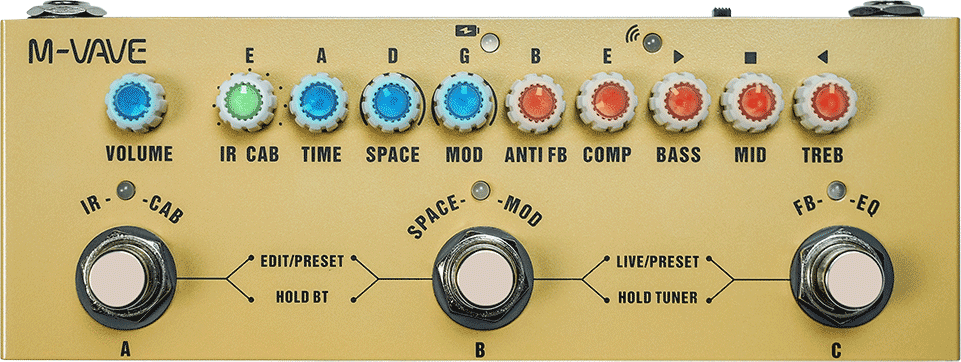 M-VAVE
E A D G B E
VOLUME IR CAB TIME SPACE MOD ANTI FB COMP BASS MID TREB
IR- -CAB SPACE- -MOD FB- -EQ
EDIT/PRESET LIVE/PRESET
HOLD BT HOLD TUNER
A B C